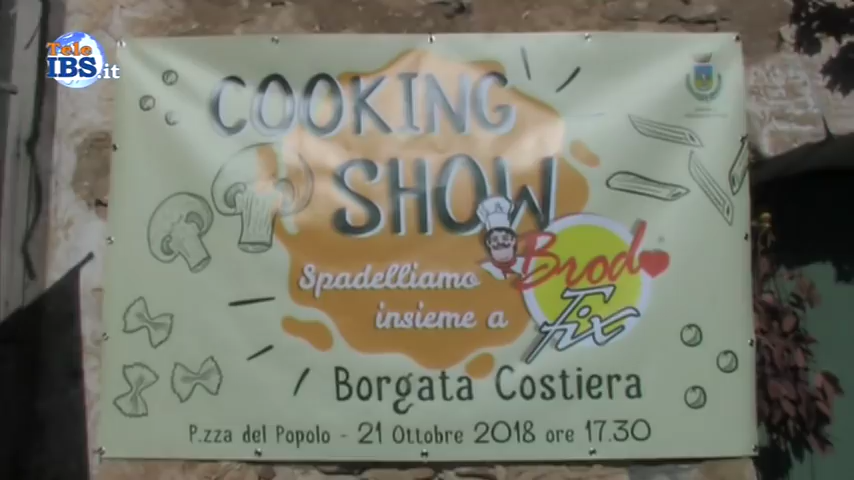 Tele
IBS.it
COOKING
SHOW
Spadelliamo
insieme a
Brodo
Fix
Borgata Costiera
P.zza del Popolo - 21 Ottobre 2018 ore 17.30